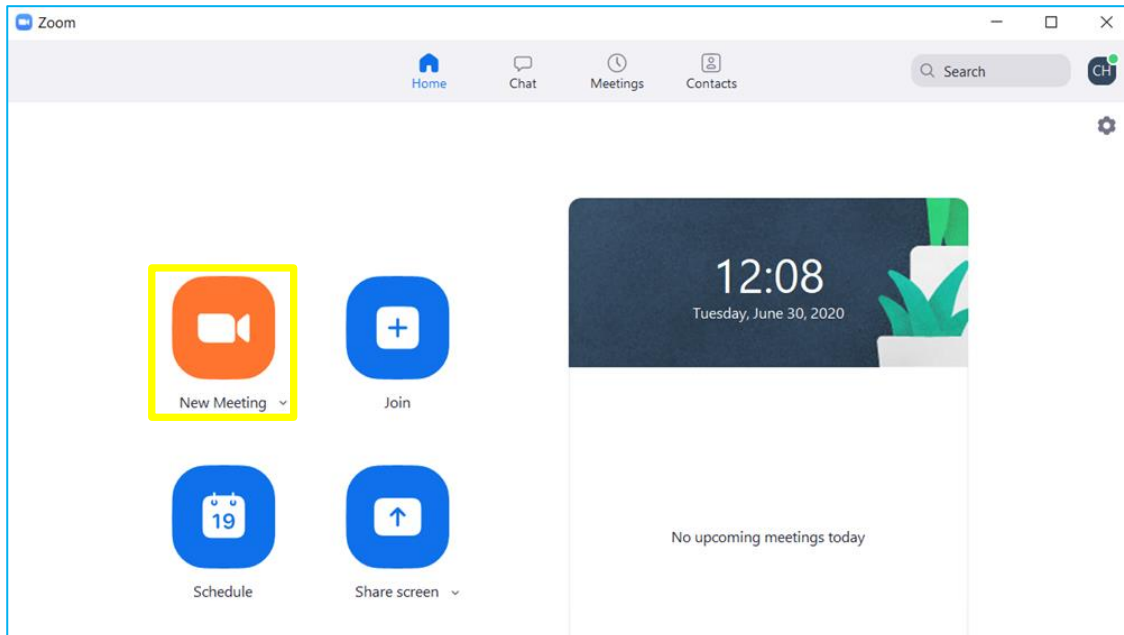 Zoom
Home
Chat
Meetings
Contacts
Search
CH
12:08
Tuesday, June 30, 2020
New Meeting
Join
19
Schedule
Share screen
No upcoming meetings today